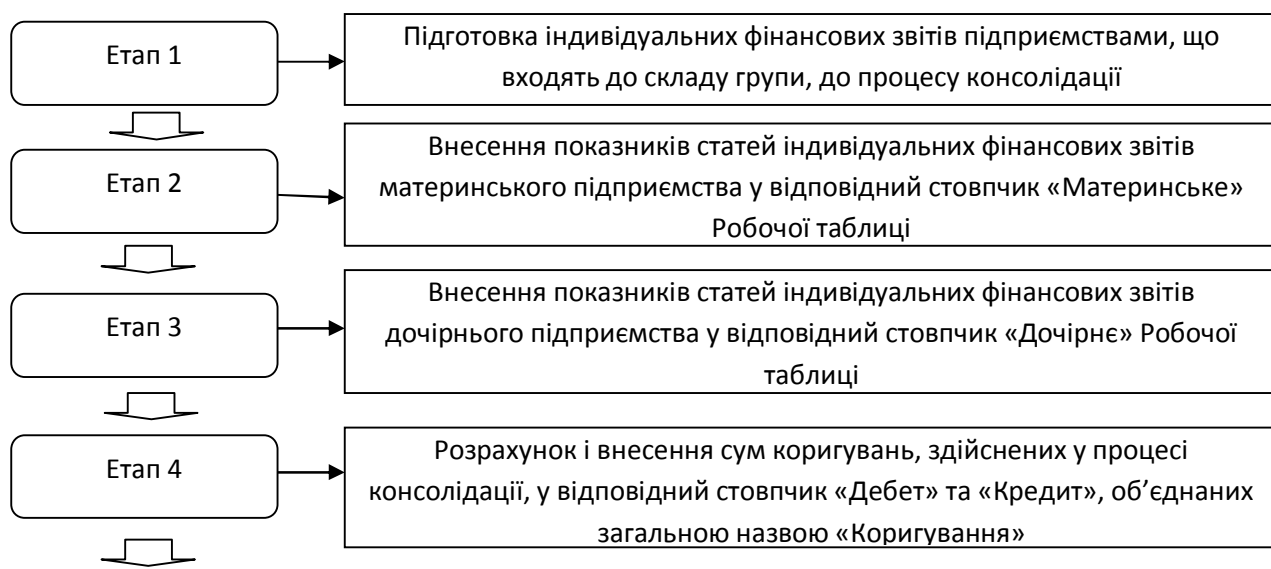 Етап 1
Підготовка індивідуальних фінансових звітів підприємствами, що
входять до складу групи, до процесу консолідації
Етап 2
Внесення показників статей індивідуальних фінансових звітів
материнського підприємства у відповідний стовпчик «Материнське»
Робочої таблиці
Етап 3
Внесення показників статей індивідуальних фінансових звітів
дочірнього підприємства у відповідний стовпчик «Дочірнє» Робочої
таблиці
Етап 4
Розрахунок і внесення сум коригувань, здійснених у процесі
консолідації, у відповідний стовпчик «Дебет» та «Кредит», об’єднаних
загальною назвою «Коригування»